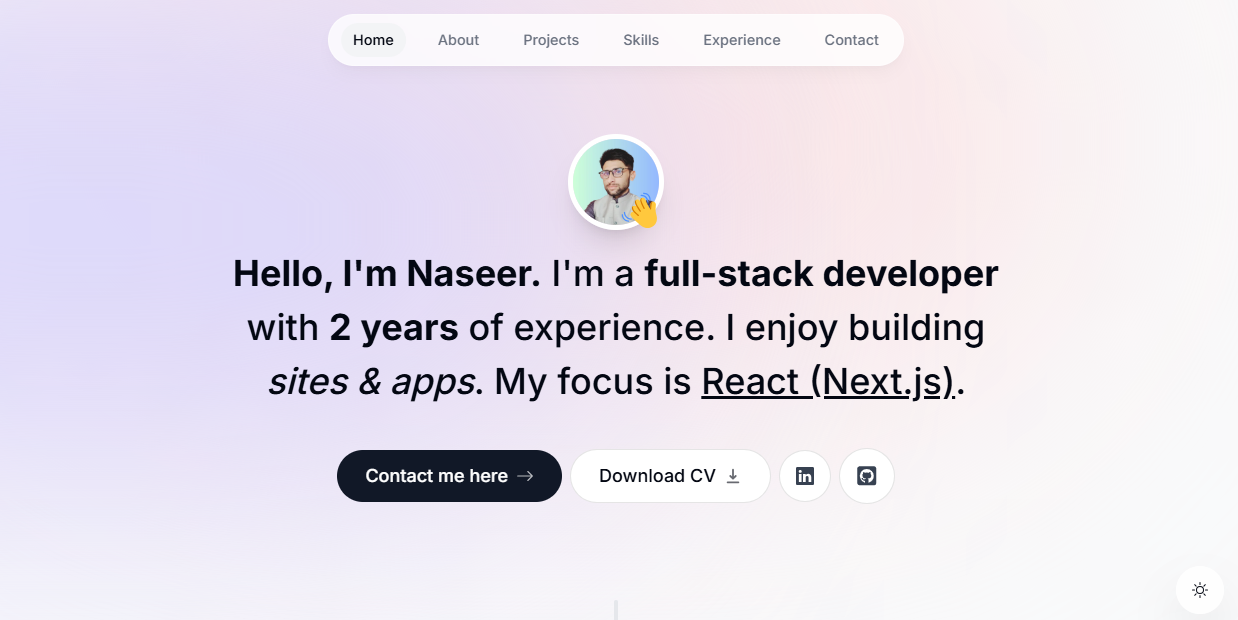 Home About Projects Skills Experience Contact
Hello, I'm Naseer. I'm a full-stack developer
with 2 years of experience. I enjoy building
sites & apps. My focus is React (Next.js).
Contact me here Download CV in